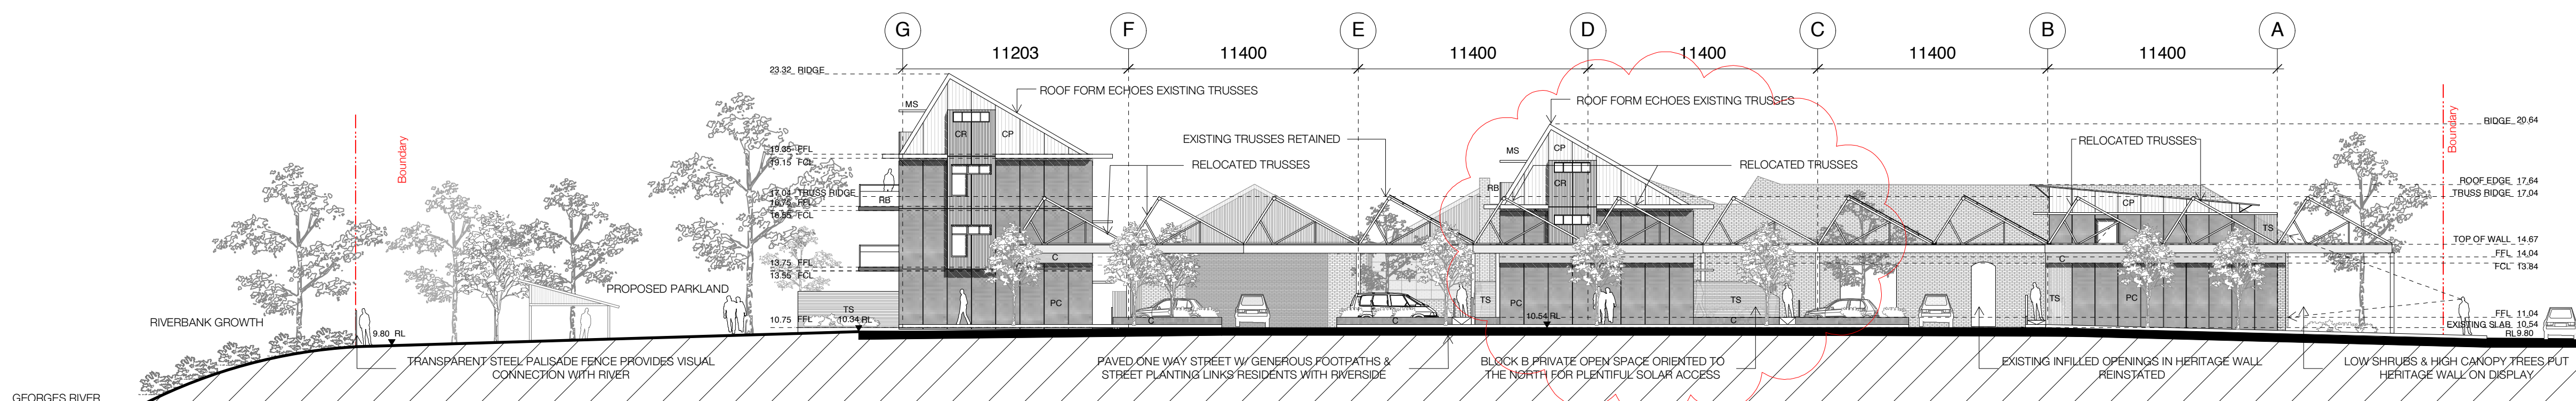 G
F
E
D
C
B
A
11203
11400
11400
11400
11400
11400
23.32 RIDGE
MS
ROOF FORM ECHOES EXISTING TRUSSES
ROOF FORM ECHOES EXISTING TRUSSES
CR
CP
RIDGE 20.64
Boundary
Boundary
EXISTING TRUSSES RETAINED
RELOCATED TRUSSES
RELOCATED TRUSSES
RELOCATED TRUSSES
MS
CP
CR
RB
19.35 FFL
19.15 FCL
17.04 TRUSS RIDGE
16.75 FFL
16.55 FCL
RB
ROOF EDGE 17.64
TRUSS RIDGE 17.04
CP
TS
TOP OF WALL 14.67
FFL 14.04
FCL 13.84
C
C
13.75 FFL
13.55 FCL
PROPOSED PARKLAND
TS
PC
TS
PC
TS
TS
PC
RIVERBANK GROWTH
10.75 FFL
10.34 RL
C
C
10.54 RL
C
FFL 11.04
EXISTING SLAB 10.54
RL 9.80
9.80 RL
TRANSPARENT STEEL PALISADE FENCE PROVIDES VISUAL
CONNECTION WITH RIVER
PAVED ONE WAY STREET W/ GENEROUS FOOTPATHS &
STREET PLANTING LINKS RESIDENTS WITH RIVERSIDE
BLOCK B PRIVATE OPEN SPACE ORIENTED TO
THE NORTH FOR PLENTIFUL SOLAR ACCESS
EXISTING INFILLED OPENINGS IN HERITAGE WALL
REINSTATED
LOW SHRUBS & HIGH CANOPY TREES PUT
HERITAGE WALL ON DISPLAY
GEORGES RIVER